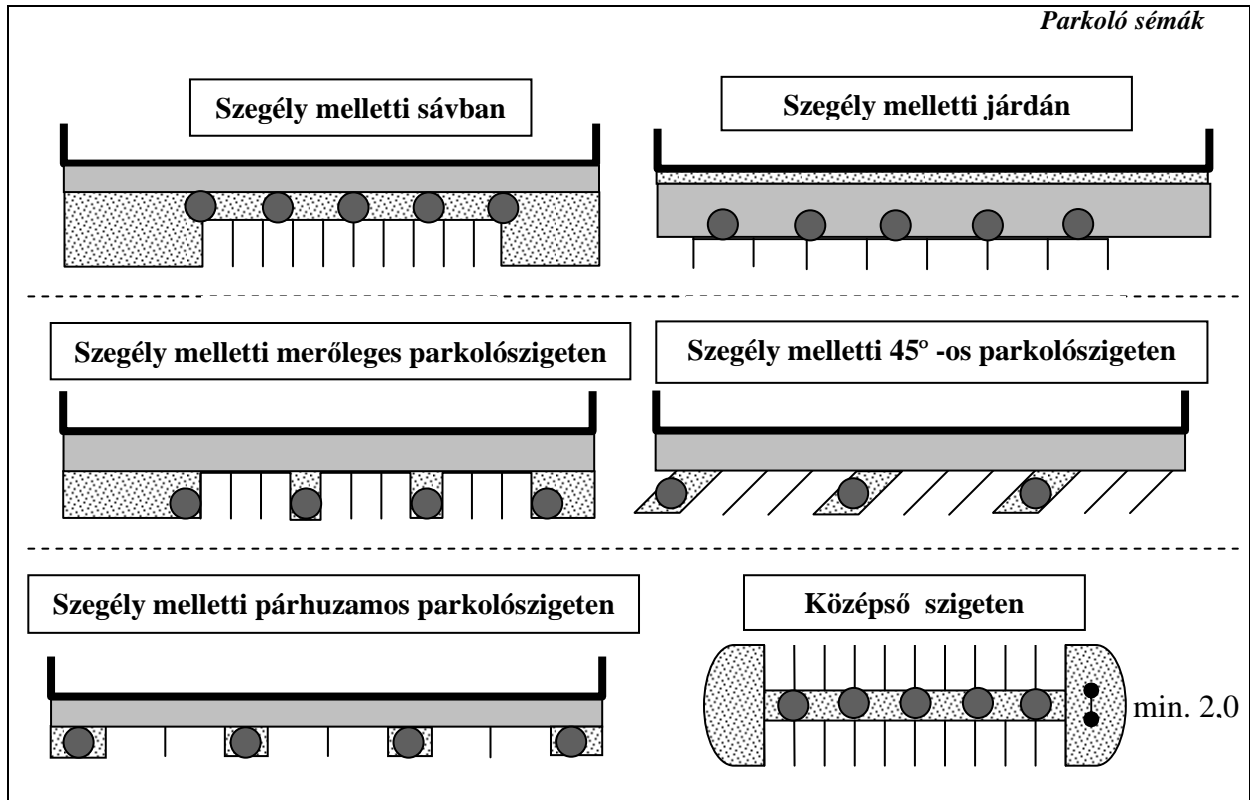 Parkoló sémák
Szegély melletti sávban
Szegély melletti járdán
Szegély melletti merőleges parkolószigeten
Szegély melletti 45º -os parkolószigeten
Szegély melletti párhuzamos parkolószigeten
Középső szigeten
min. 2,0